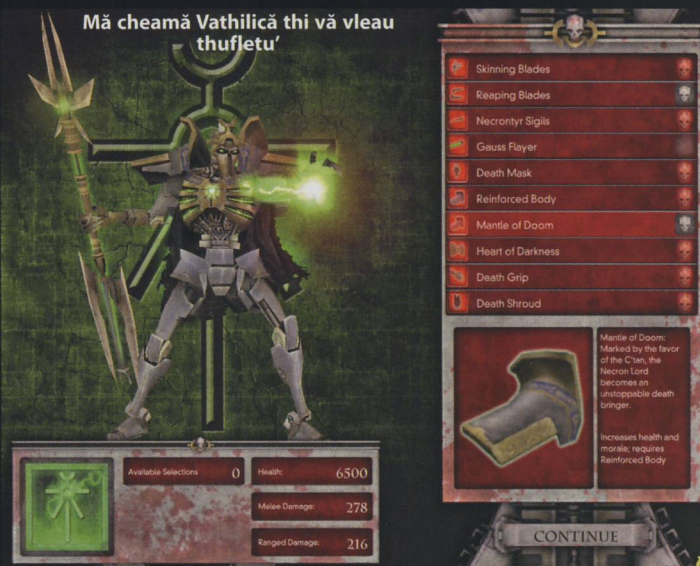 Mă cheamă Vathilică thi vă vleau
thufletu'
Skinning Blades
Reaping Blades
Necrontyr Sigils
Gauss Flayer
Death Mask
Reinforced Body
Mantle of Doom
Heart of Darkness
Death Grip
Death Shroud
Mantle of Doom:
Marked by the favor
of the C'tan, the
Necron Lord
becomes an
unstoppable death
bringer.
Increases health and
morale; requires
Reinforced Body
Available Selections 0
Health: 6500
Melee Damage: 278
Ranged Damage: 216
CONTINUE